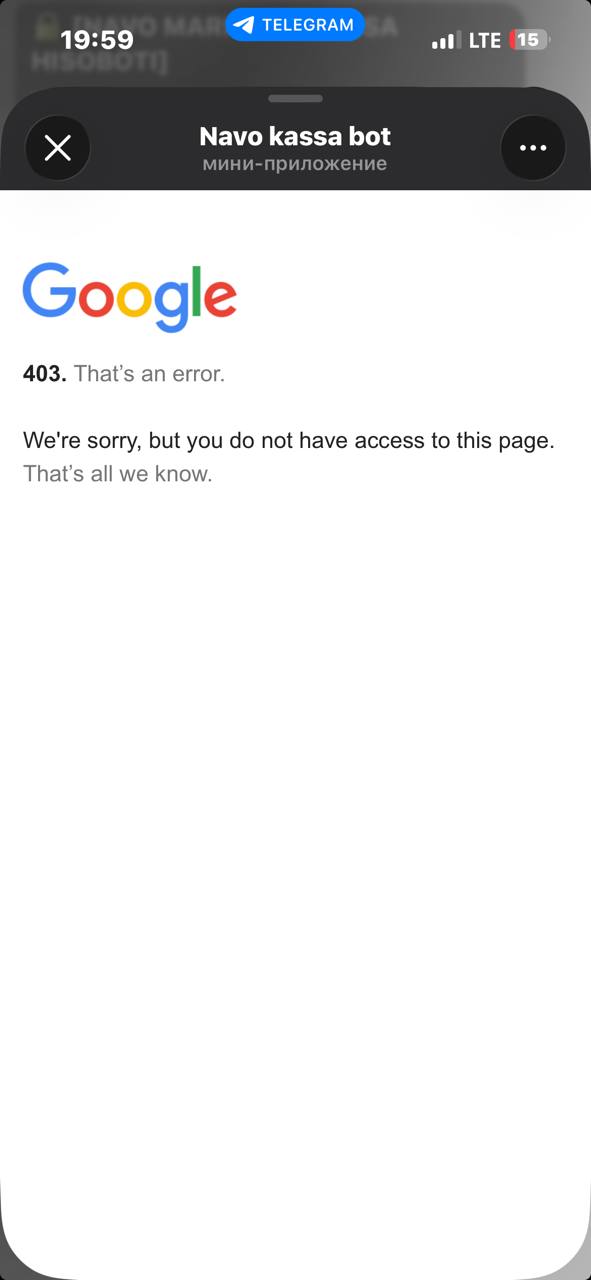 19:59
TELEGRAM
LTE
15
HISOBOTI]
Navo kassa bot
мини-приложение
Google
403. That’s an error.
We're sorry, but you do not have access to this page.
That’s all we know.